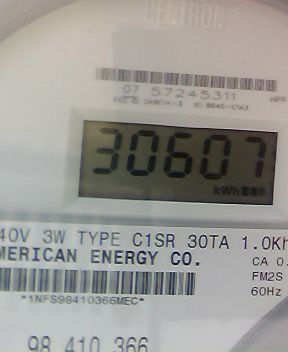 CENTRON
07 57245311
30607
kWh
40V 3W TYPE C1SR 30TA 1.0Kh
MERICAN ENERGY CO.
CA 0.
FM2S
60Hz
*1NFS98410366MEC*
98 410 366